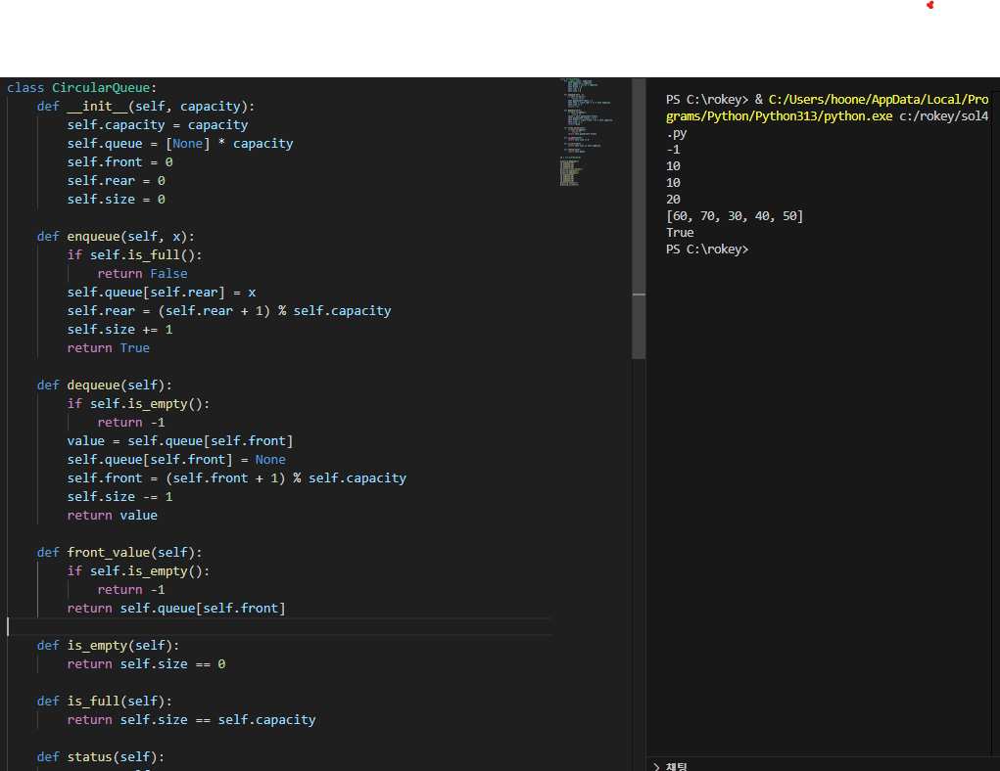 class CircularQueue:
    def __init__(self, capacity):
        self.capacity = capacity
        self.queue = [None] * capacity
        self.front = 0
        self.rear = 0
        self.size = 0
    def enqueue(self, x):
        if self.is_full():
            return False
        self.queue[self.rear] = x
        self.rear = (self.rear + 1) % self.capacity
        self.size += 1
        return True
    def dequeue(self):
        if self.is_empty():
            return -1
        value = self.queue[self.front]
        self.queue[self.front] = None
        self.front = (self.front + 1) % self.capacity
        self.size -= 1
        return value
    def front_value(self):
        if self.is_empty():
            return -1
        return self.queue[self.front]
    def is_empty(self):
        return self.size == 0
    def is_full(self):
        return self.size == self.capacity
    def status(self):
PS C:\rokey> & C:/Users/hoone/AppData/Local/Pro
grams/Python/Python313/python.exe c:/rokey/sol4
.py
-1
10
10
20
[60, 70, 30, 40, 50]
True
PS C:\rokey>
> 채팅